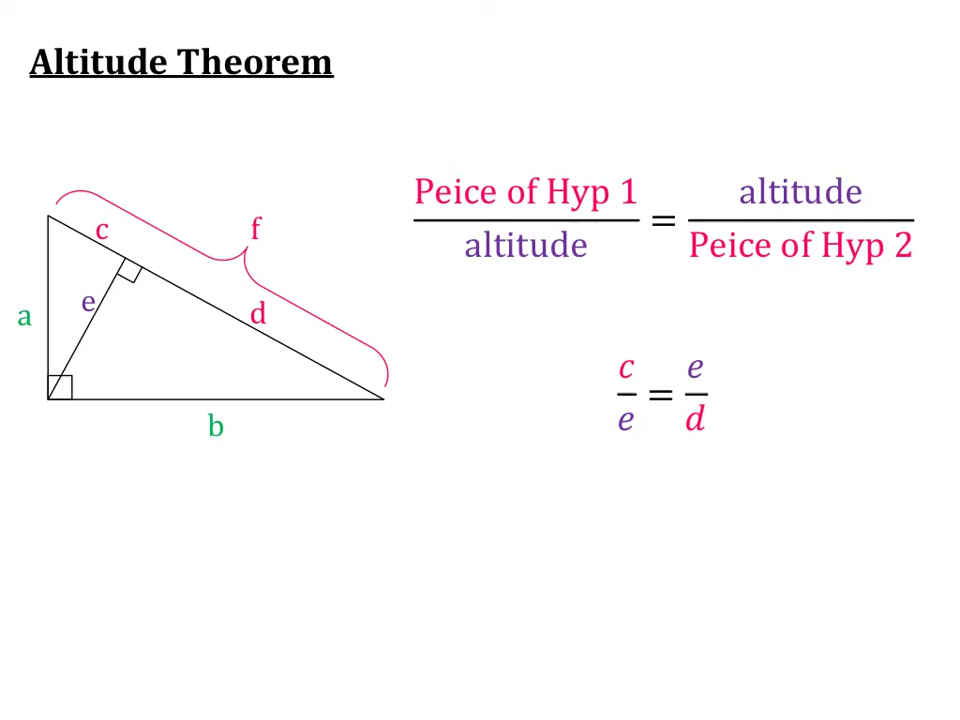 Altitude Theorem
Peice of Hyp 1 / altitude = altitude / Peice of Hyp 2
c
f
e
d
a
b
c / e = e / d